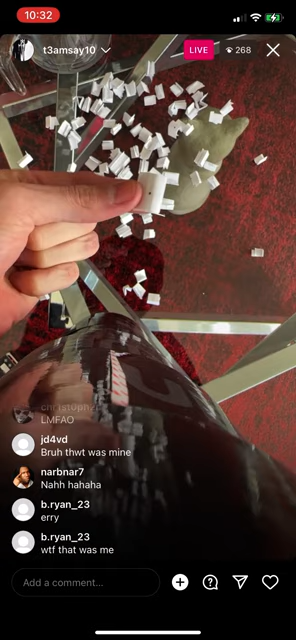 10:32
t3amsay10
LIVE
268
LMFAO
jd4vd
Bruh thwt was mine
narbnar7
Nahh hahaha
b.ryan_23
erry
b.ryan_23
wtf that was me
Add a comment...